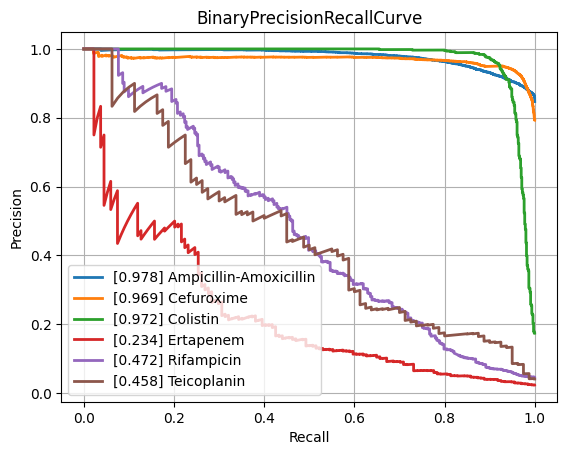 BinaryPrecisionRecallCurve
Precision
1.0
0.8
0.6
0.4
0.2
0.0
[0.978] Ampicillin-Amoxicillin
[0.969] Cefuroxime
[0.972] Colistin
[0.234] Ertapenem
[0.472] Rifampicin
[0.458] Teicoplanin
0.0 0.2 0.4 0.6 0.8 1.0
Recall